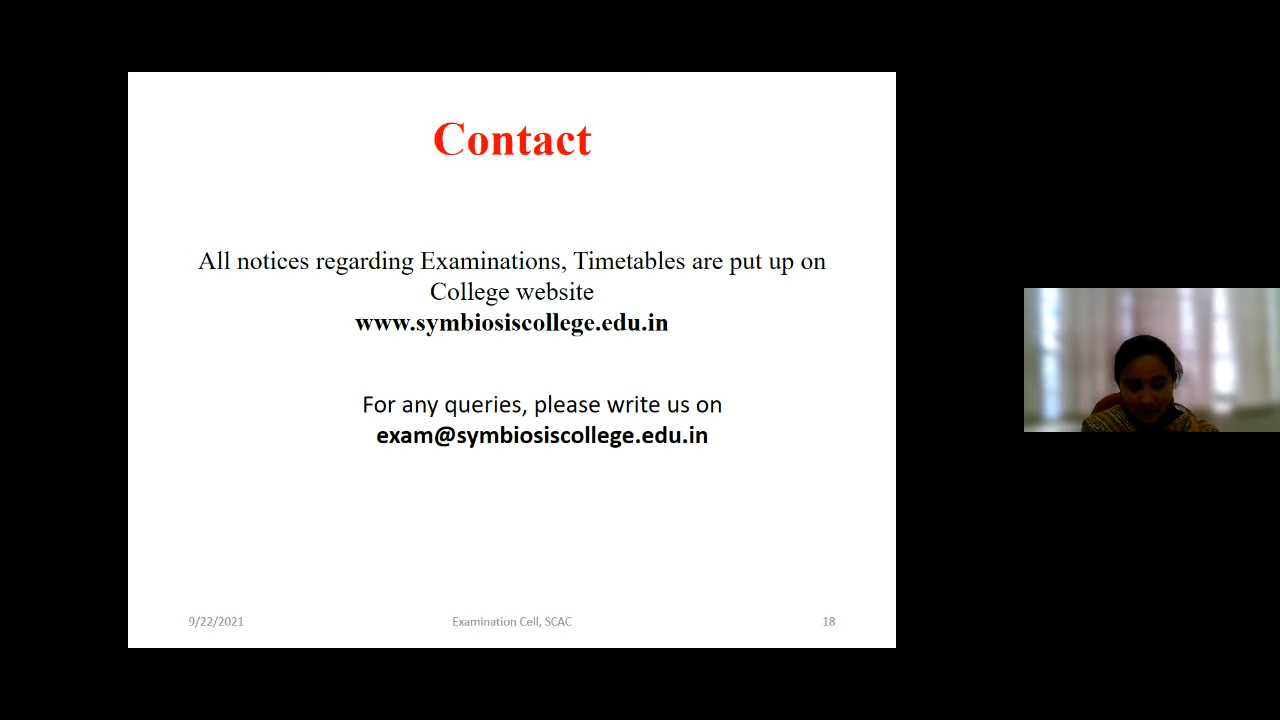 Contact
All notices regarding Examinations, Timetables are put up on
College website
www.symbiosiscollege.edu.in
For any queries, please write us on
exam@symbiosiscollege.edu.in
9/22/2021
Examination Cell, SCAC
18